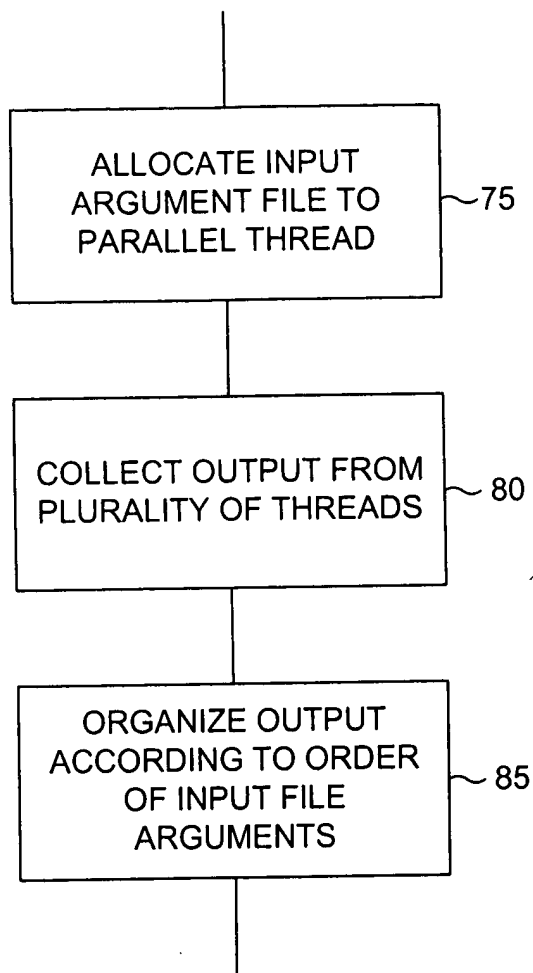 ALLOCATE INPUT
ARGUMENT FILE TO
PARALLEL THREAD
75
COLLECT OUTPUT FROM
PLURALITY OF THREADS
80
ORGANIZE OUTPUT
ACCORDING TO ORDER
OF INPUT FILE
ARGUMENTS
85